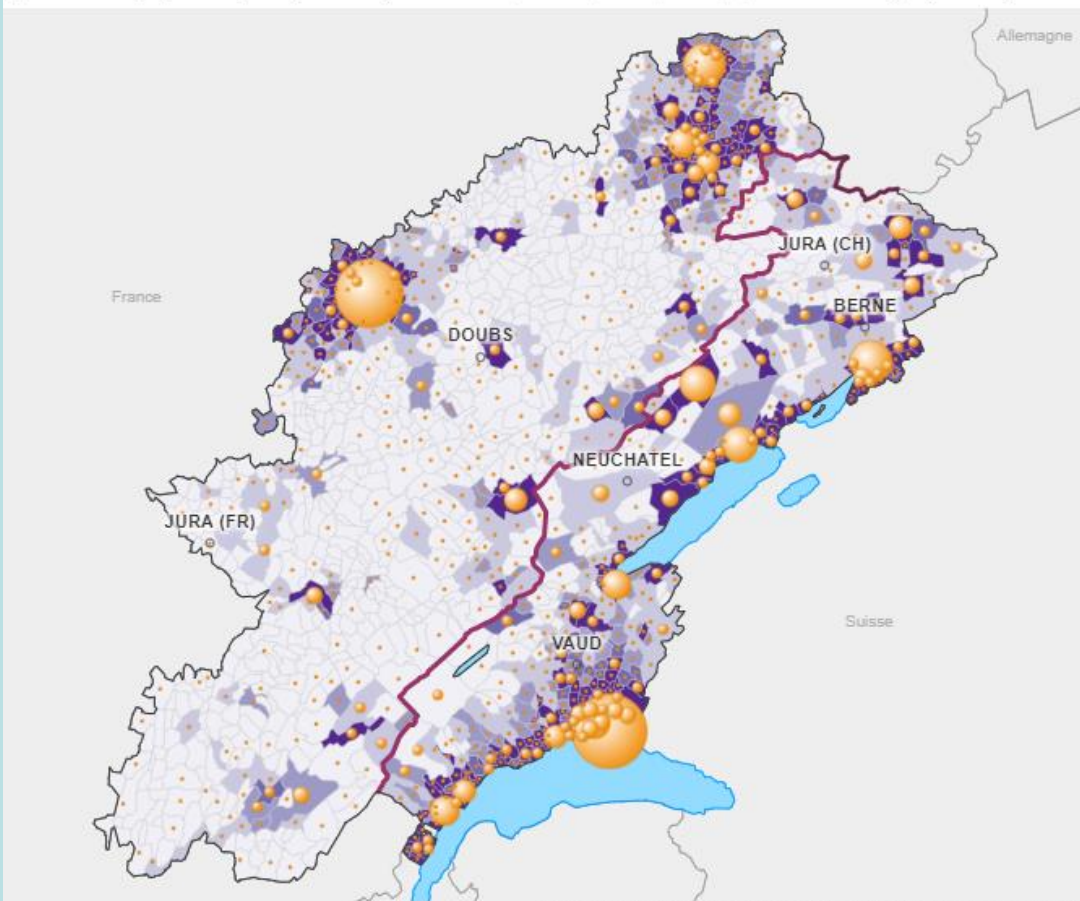 Allemagne
JURA (CH)
France
BERNE
DOUBS
NEUCHATEL
JURA (FR)
Suisse
VAUD